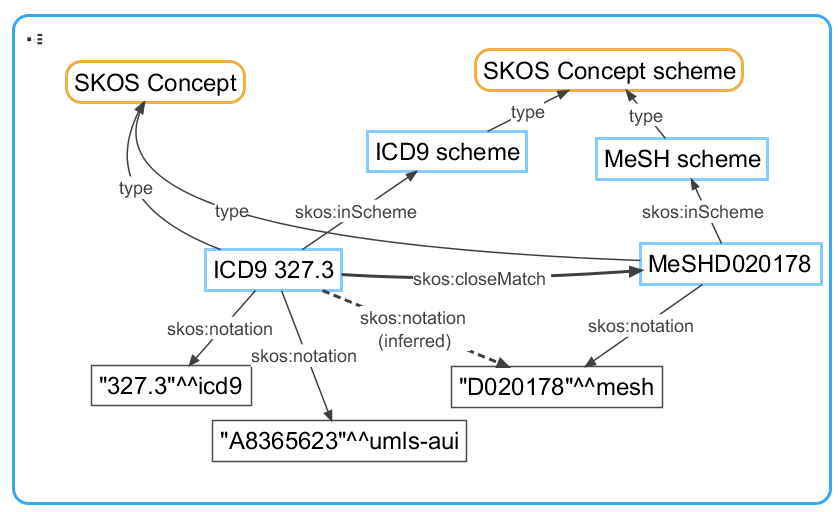 SKOS Concept
SKOS Concept scheme
type
type
ICD9 scheme
MeSH scheme
type
type
skos:inScheme
skos:inScheme
ICD9 327.3
skos:closeMatch
MeSHD020178
skos:notation
skos:notation
skos:notation
(inferred)
skos:notation
"327.3"^^icd9
"D020178"^^mesh
"A8365623"^^umls-aui